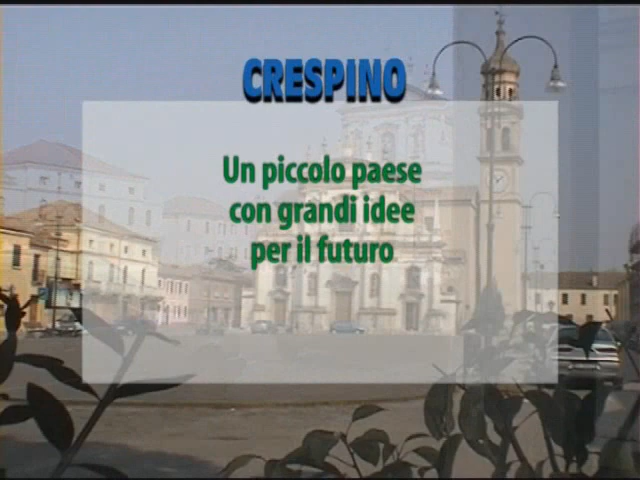 CRESPINO
Un piccolo paese
con grandi idee
per il futuro